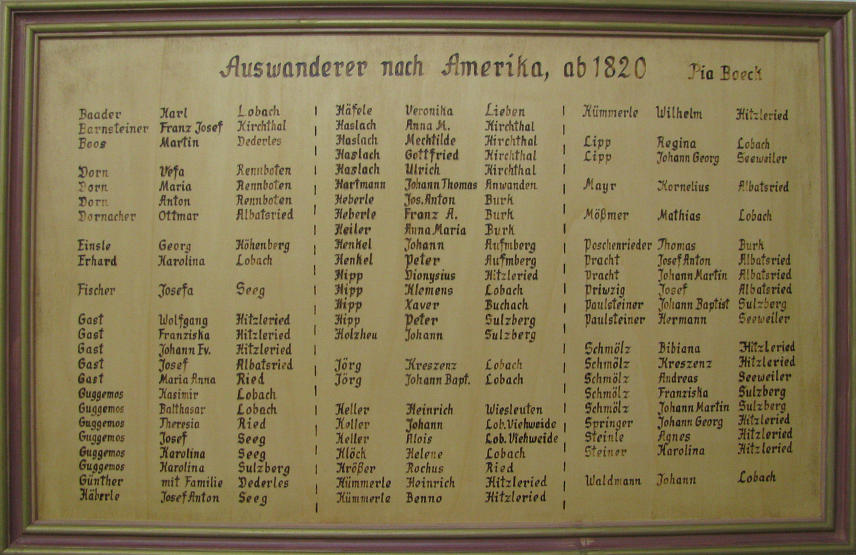 Auswanderer nach Amerika, ab 1820 Pia Boeck
Baader Karl Lobach
Barnsteiner Franz Josef Kirchthal
Boos Martin Dederles
Dorn Vefa Rennboten
Dorn Maria Rennboten
Dorn Anton Rennboten
Dornacher Ottmar Albatsried
Einsle Georg Höhenberg
Erhard Karolina Lobach
Fischer Josefa Seeg
Gast Wolfgang Hitzleried
Gast Franziska Hitzleried
Gast Johann Ev. Hitzleried
Gast Josef Albatsried
Gast Maria Anna Ried
Guggemos Kasimir Lobach
Guggemos Balthasar Lobach
Guggemos Theresia Ried
Guggemos Josef Seeg
Guggemos Karolina Seeg
Guggemos Karolina Sulzberg
Günther mit Familie Dederles
Häberle Josef Anton Seeg
Häfele Veronika Lieben
Haslach Anna M. Kirchthal
Haslach Mechtilde Kirchthal
Haslach Gottfried Kirchthal
Haslach Ulrich Kirchthal
Hartmann Johann Thomas Anwanden
Heberle Jos. Anton Burk
Heberle Franz A. Burk
Heiler Anna Maria Burk
Henkel Johann Aufmberg
Henkel Peter Aufmberg
Hipp Dionysius Hitzleried
Hipp Klemens Lobach
Hipp Xaver Buchach
Hipp Peter Sulzberg
Holzheu Johann Sulzberg
Jörg Kreszenz Lobach
Jörg Johann Bapt. Lobach
Keller Heinrich Wiesleuten
Keller Johann Lob. Viehweide
Keller Alois Lob. Viehweide
Klöck Helene Lobach
Krößer Rochus Ried
Kümmerle Heinrich Hitzleried
Kümmerle Benno Hitzleried
Kümmerle Wilhelm Hitzleried
Lipp Regina Lobach
Lipp Johann Georg Seeweiler
Mayr Kornelius Albatsried
Mößmer Mathias Lobach
Poschenrieder Thomas Burk
Pracht Josef Anton Albatsried
Pracht Johann Martin Albatsried
Priwzig Josef Albatsried
Paulsteiner Johann Baptist Sulzberg
Paulsteiner Hermann Seeweiler
Schmölz Bibiana Hitzleried
Schmölz Kreszenz Hitzleried
Schmölz Andreas Seeweiler
Schmölz Franziska Sulzberg
Schmölz Johann Martin Sulzberg
Springer Johann Georg Hitzleried
Steinle Agnes Hitzleried
Steiner Karolina Hitzleried
Waldmann Johann Lobach